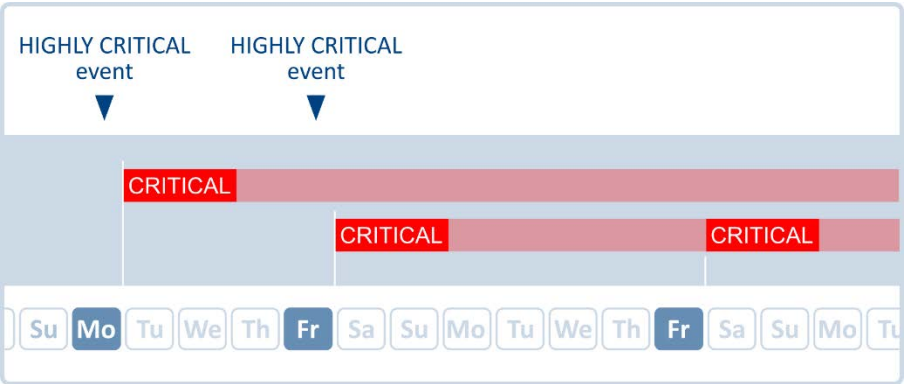 HIGHLY CRITICAL
event
HIGHLY CRITICAL
event
CRITICAL
CRITICAL
CRITICAL
Su Mo Tu We Th Fr Sa Su Mo Tu We Th Fr Sa Su Mo Tu